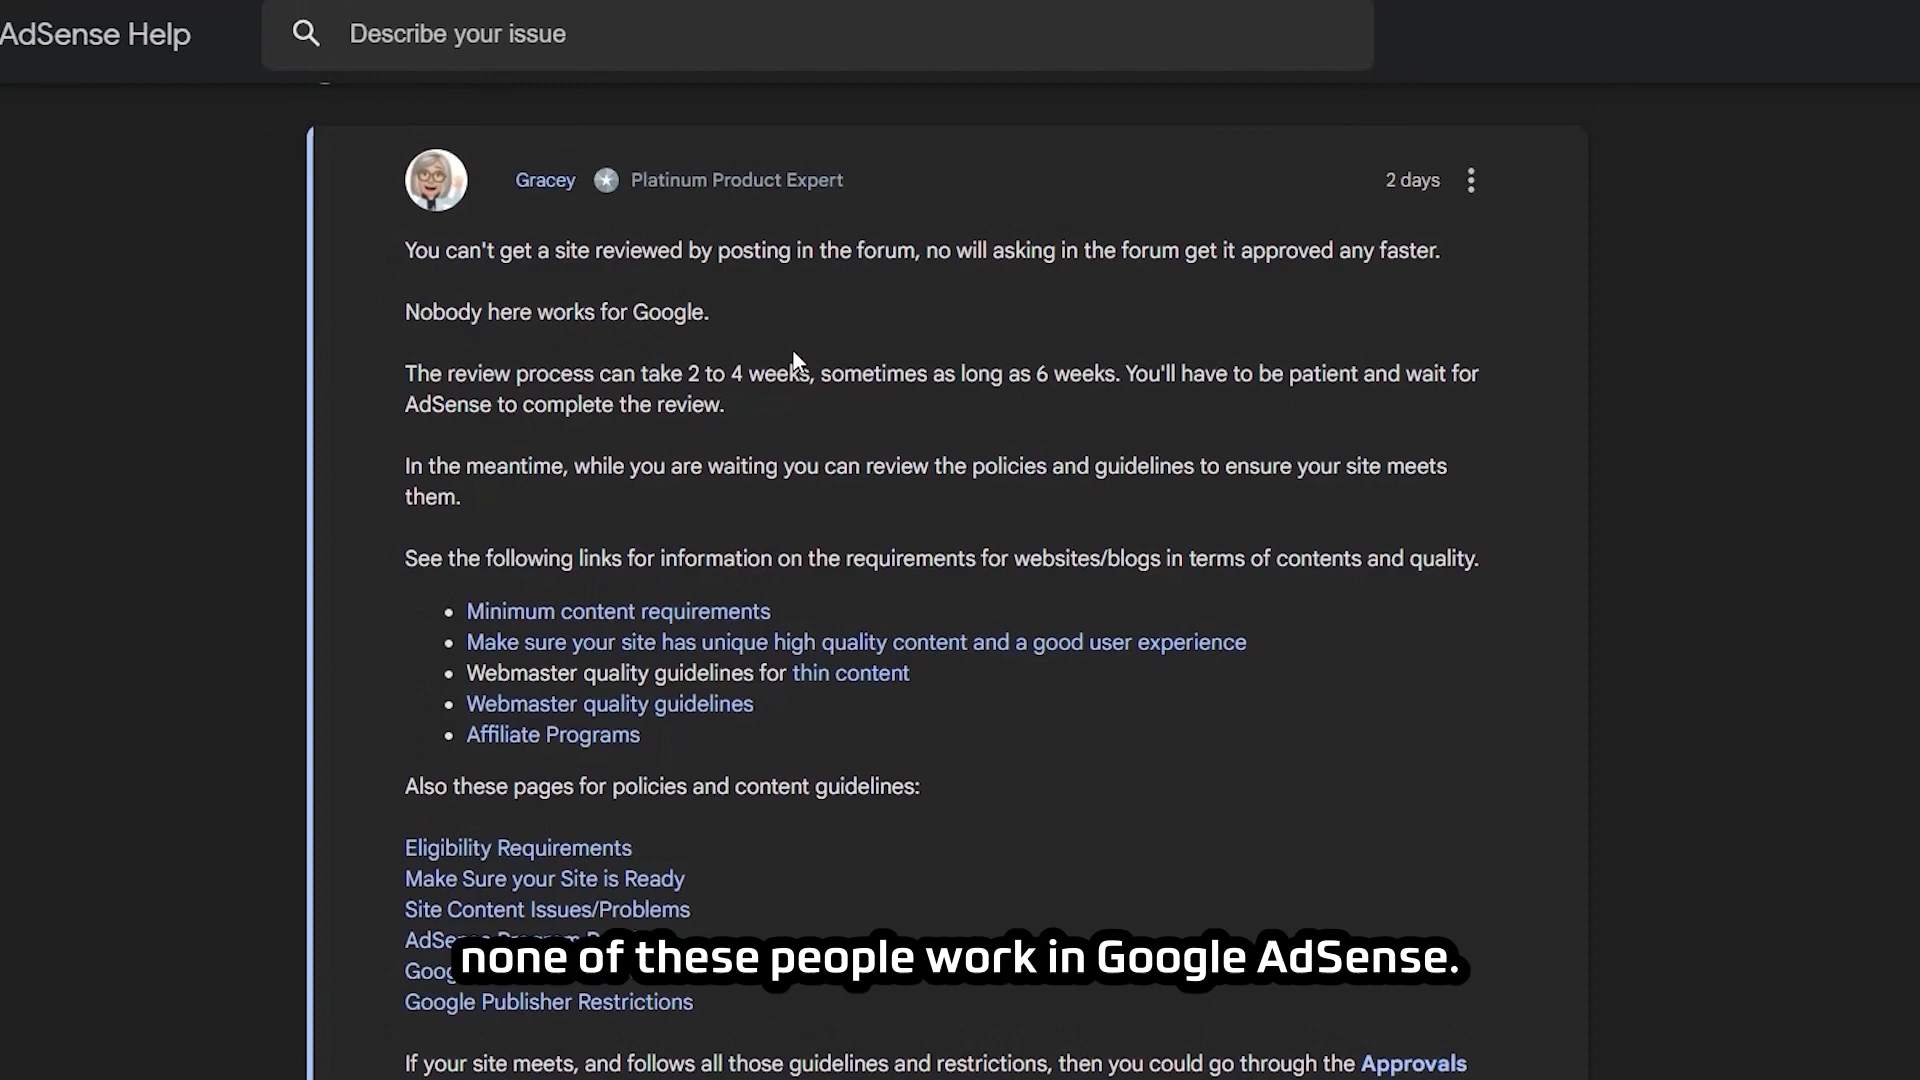 AdSense Help
Describe your issue
Gracey Platinum Product Expert 2 days
You can't get a site reviewed by posting in the forum, no will asking in the forum get it approved any faster.
Nobody here works for Google.
The review process can take 2 to 4 weeks, sometimes as long as 6 weeks. You'll have to be patient and wait for
AdSense to complete the review.
In the meantime, while you are waiting you can review the policies and guidelines to ensure your site meets
them.
See the following links for information on the requirements for websites/blogs in terms of contents and quality.
• Minimum content requirements
• Make sure your site has unique high quality content and a good user experience
• Webmaster quality guidelines for thin content
• Webmaster quality guidelines
• Affiliate Programs
Also these pages for policies and content guidelines:
Eligibility Requirements
Make Sure your Site is Ready
Site Content Issues/Problems
none of these people work in Google AdSense.
Google Publisher Restrictions
If your site meets, and follows all those guidelines and restrictions, then you could go through the Approvals